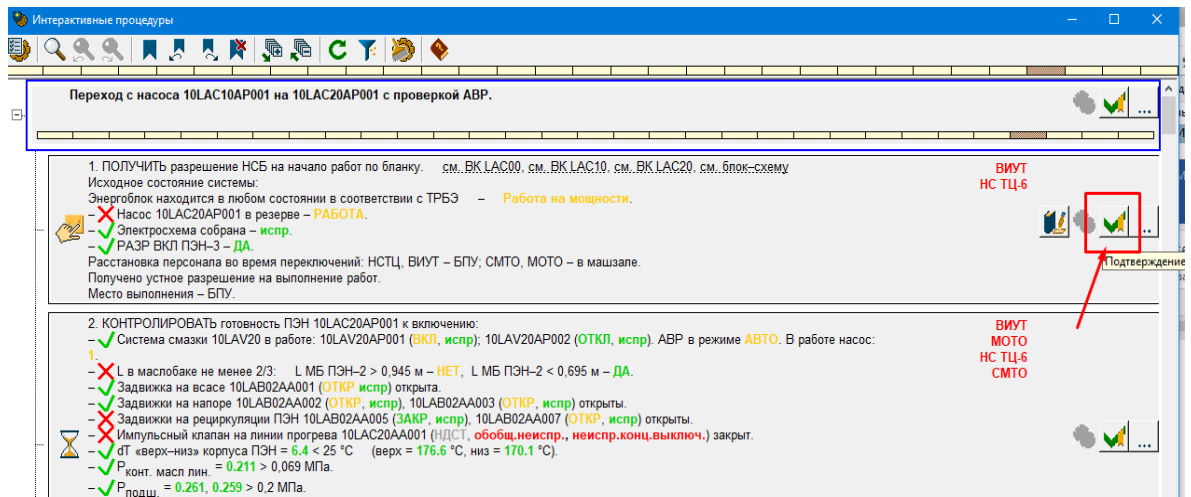 Интерактивные процедуры
Переход с насоса 10LAC10AP001 на 10LAC20AP001 с проверкой АВР.
...
1. ПОЛУЧИТЬ разрешение НСБ на начало работ по бланку. см. ВК LAC00, см. ВК LAC10, см. ВК LAC20, см. блок–схему
ВИУТ
Исходное состояние системы:
НС ТЦ-6
Энергоблок находится в любом состоянии в соответствии с ТРБЭ – Работа на мощности.
– Насос 10LAC20AP001 в резерве – РАБОТА.
– Электросхема собрана – испр.
– РАЗР ВКЛ ПЭН–3 – ДА.
Расстановка персонала во время переключений: НСТЦ, ВИУТ – БПУ; СМТО, МОТО – в машзале.
Получено устное разрешение на выполнение работ.
Место выполнения – БПУ.
..
Подтверждение
2. КОНТРОЛИРОВАТЬ готовность ПЭН 10LAC20AP001 к включению:
ВИУТ
– Система смазки 10LAV20 в работе: 10LAV20AP001 (ВКЛ, испр); 10LAV20AP002 (ОТКЛ, испр). АВР в режиме АВТО. В работе насос:
МОТО
1.
НС ТЦ-6
– L в маслобаке не менее 2/3: L МБ ПЭН–2 > 0,945 м – НЕТ, L МБ ПЭН–2 < 0,695 м – ДА.
СМТО
– Задвижка на всасе 10LAB02AA001 (ОТКР испр) открыта.
– Задвижки на напоре 10LAB02AA002 (ОТКР, испр), 10LAB02AA003 (ОТКР, испр) открыты.
– Задвижки на рециркуляции ПЭН 10LAB02AA005 (ЗАКР, испр), 10LAB02AA007 (ОТКР, испр) открыты.
– Импульсный клапан на линии прогрева 10LAC20AA001 (НДСТ, обобщ.неиспр., неиспр.конц.выключ.) закрыт.
– dT «верх–низ» корпуса ПЭН = 6.4 < 25 °C (верх = 176.6 °C, низ = 170.1 °C).
– Pконт. масл лин. = 0.211 > 0,069 МПа.
– Pподш. = 0.261, 0.259 > 0,2 МПа.
...